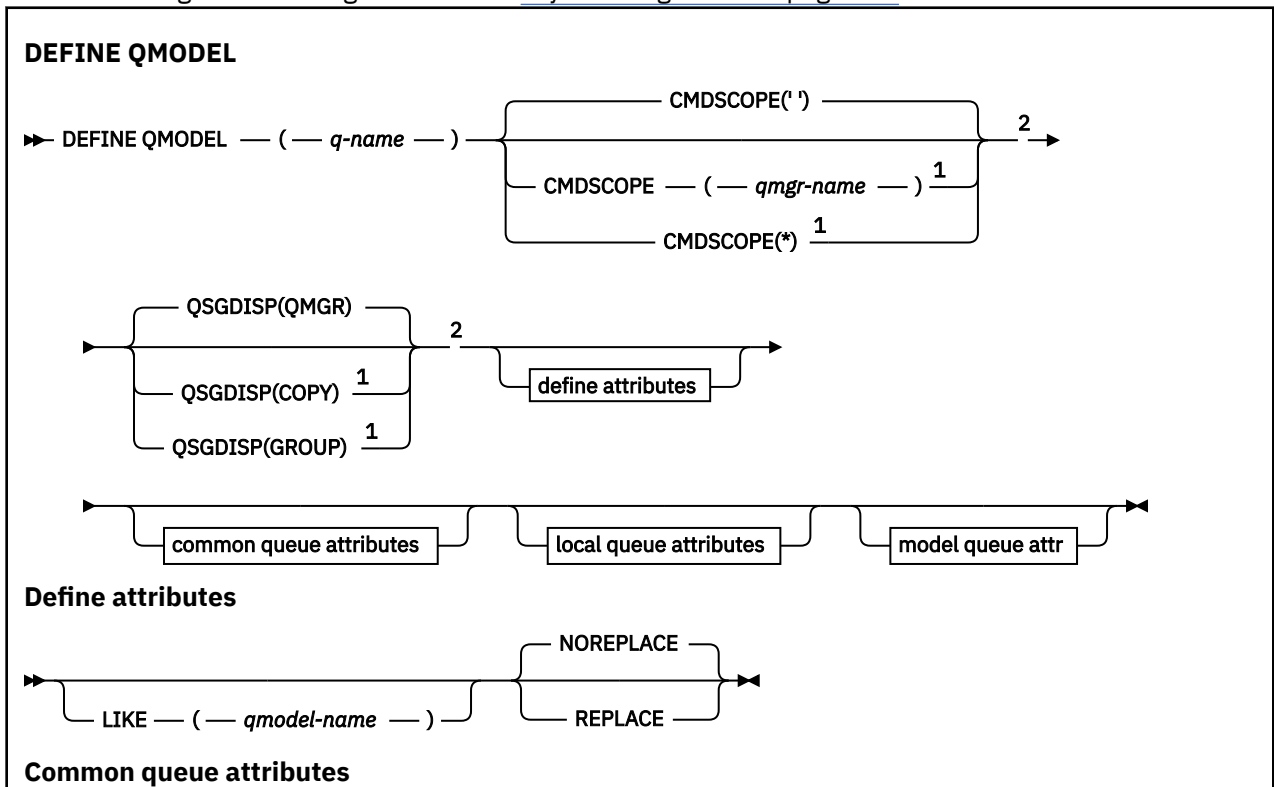 DEFINE QMODEL
CMDSCOPE(' ')
DEFINE QMODEL ( q-name ) 2
CMDSCOPE ( qmgr-name ) 1
CMDSCOPE(*) 1
QSGDISP(QMGR)
2
QSGDISP(COPY) 1
define attributes
QSGDISP(GROUP) 1
common queue attributes local queue attributes model queue attr
Define attributes
NOREPLACE
LIKE ( qmodel-name ) REPLACE
Common queue attributes